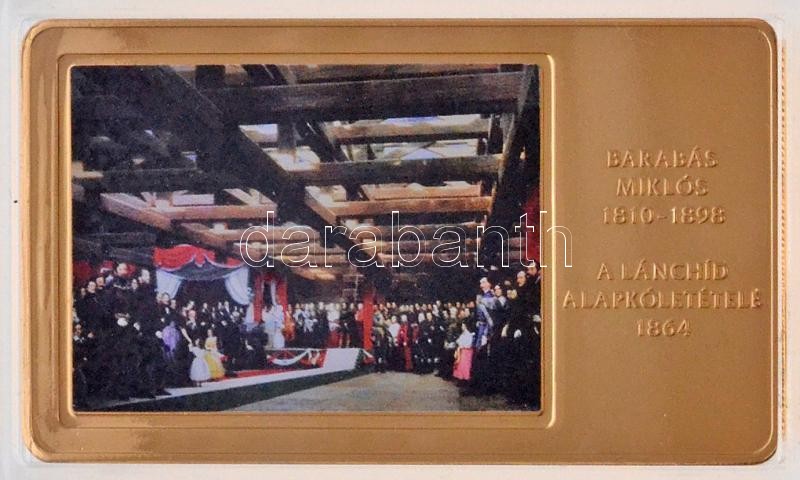 BARABÁS
MIKLÓS
1810-1898
A LÁNCHÍD
ALAPKŐLETÉTELE
1864
darabanth